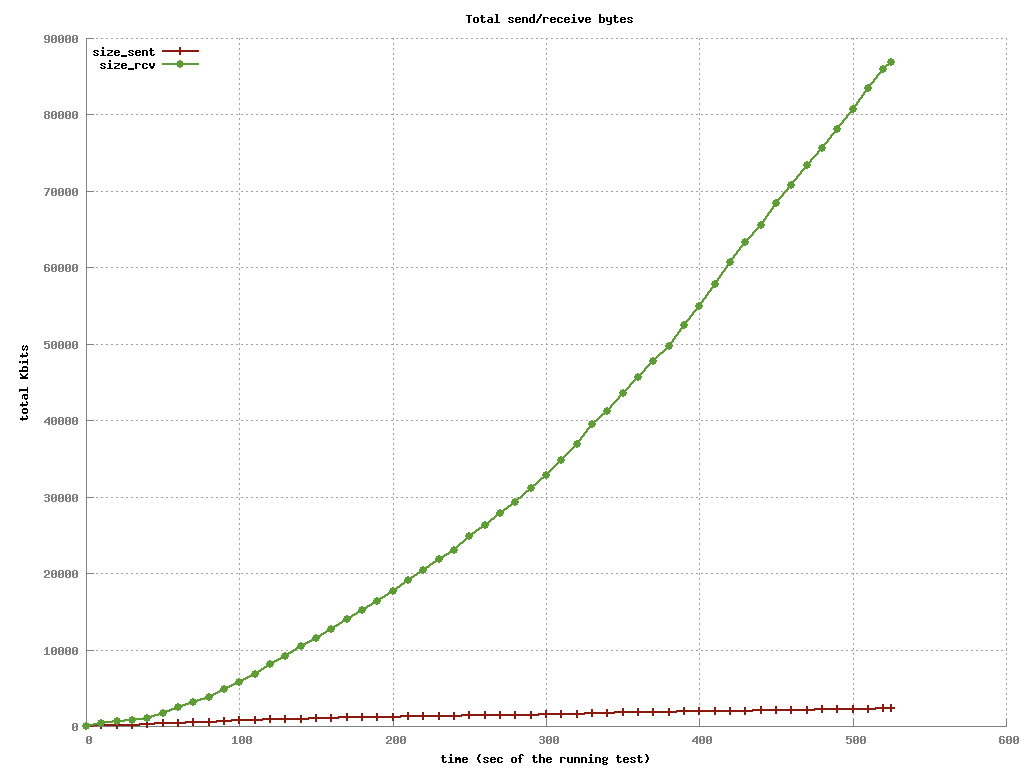 Total send/receive bytes
size_sent
size_rcv
90000
80000
70000
60000
50000
40000
30000
20000
10000
0
total Kbits
0 100 200 300 400 500 600
time (sec of the running test)